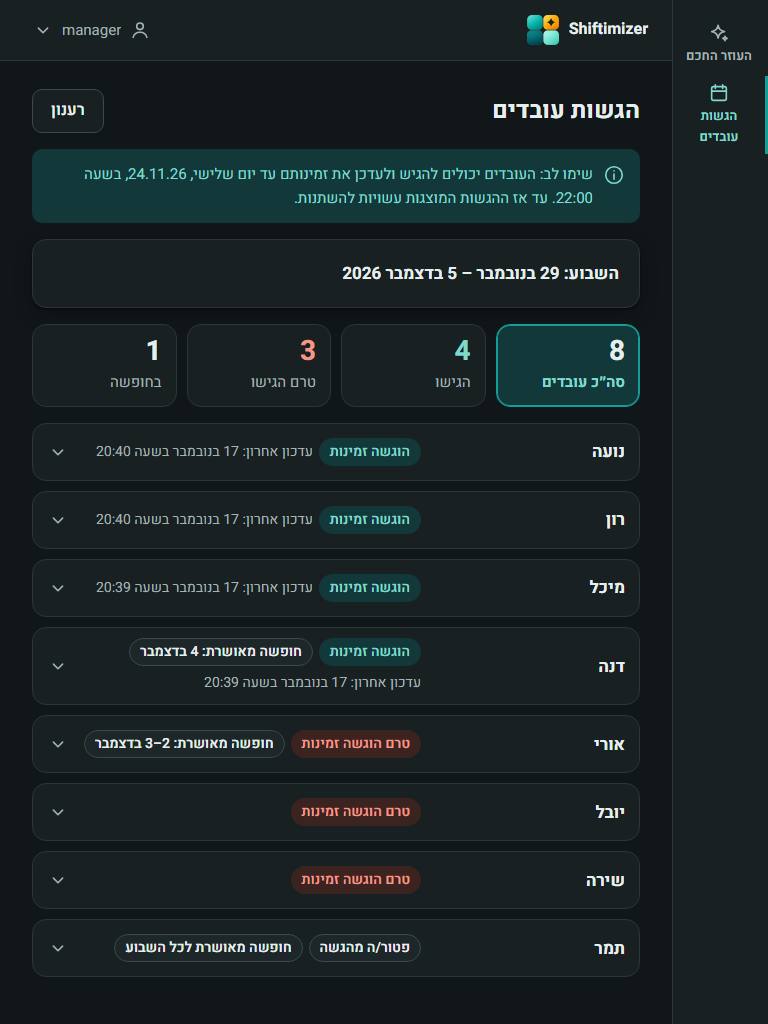 Shiftimizer
manager
העוזר החכם
הגשות
עובדים
הגשות עובדים
רענון
שימו לב: העובדים יכולים להגיש ולעדכן את זמינותם עד יום שלישי, 24.11.26, בשעה
22:00. עד אז ההגשות המוצגות עשויות להשתנות.
השבוע: 29 בנובמבר – 5 בדצמבר 2026
8
סה"כ עובדים
4
הגישו
3
טרם הגישו
1
בחופשה
נועה
הוגשה זמינות
עדכון אחרון: 17 בנובמבר בשעה 20:40
רון
הוגשה זמינות
עדכון אחרון: 17 בנובמבר בשעה 20:40
מיכל
הוגשה זמינות
עדכון אחרון: 17 בנובמבר בשעה 20:39
דנה
הוגשה זמינות
חופשה מאושרת: 4 בדצמבר
עדכון אחרון: 17 בנובמבר בשעה 20:39
אורי
טרם הוגשה זמינות
חופשה מאושרת: 2–3 בדצמבר
יובל
טרם הוגשה זמינות
שירה
טרם הוגשה זמינות
תמר
פטור/ה מהגשה
חופשה מאושרת לכל השבוע